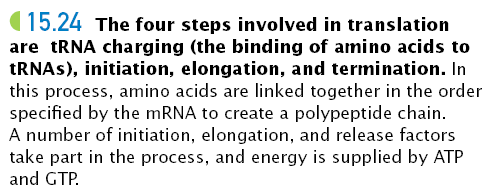 15.24 The four steps involved in translation
are tRNA charging (the binding of amino acids to
tRNAs), initiation, elongation, and termination. In
this process, amino acids are linked together in the order
specified by the mRNA to create a polypeptide chain.
A number of initiation, elongation, and release factors
take part in the process, and energy is supplied by ATP
and GTP.